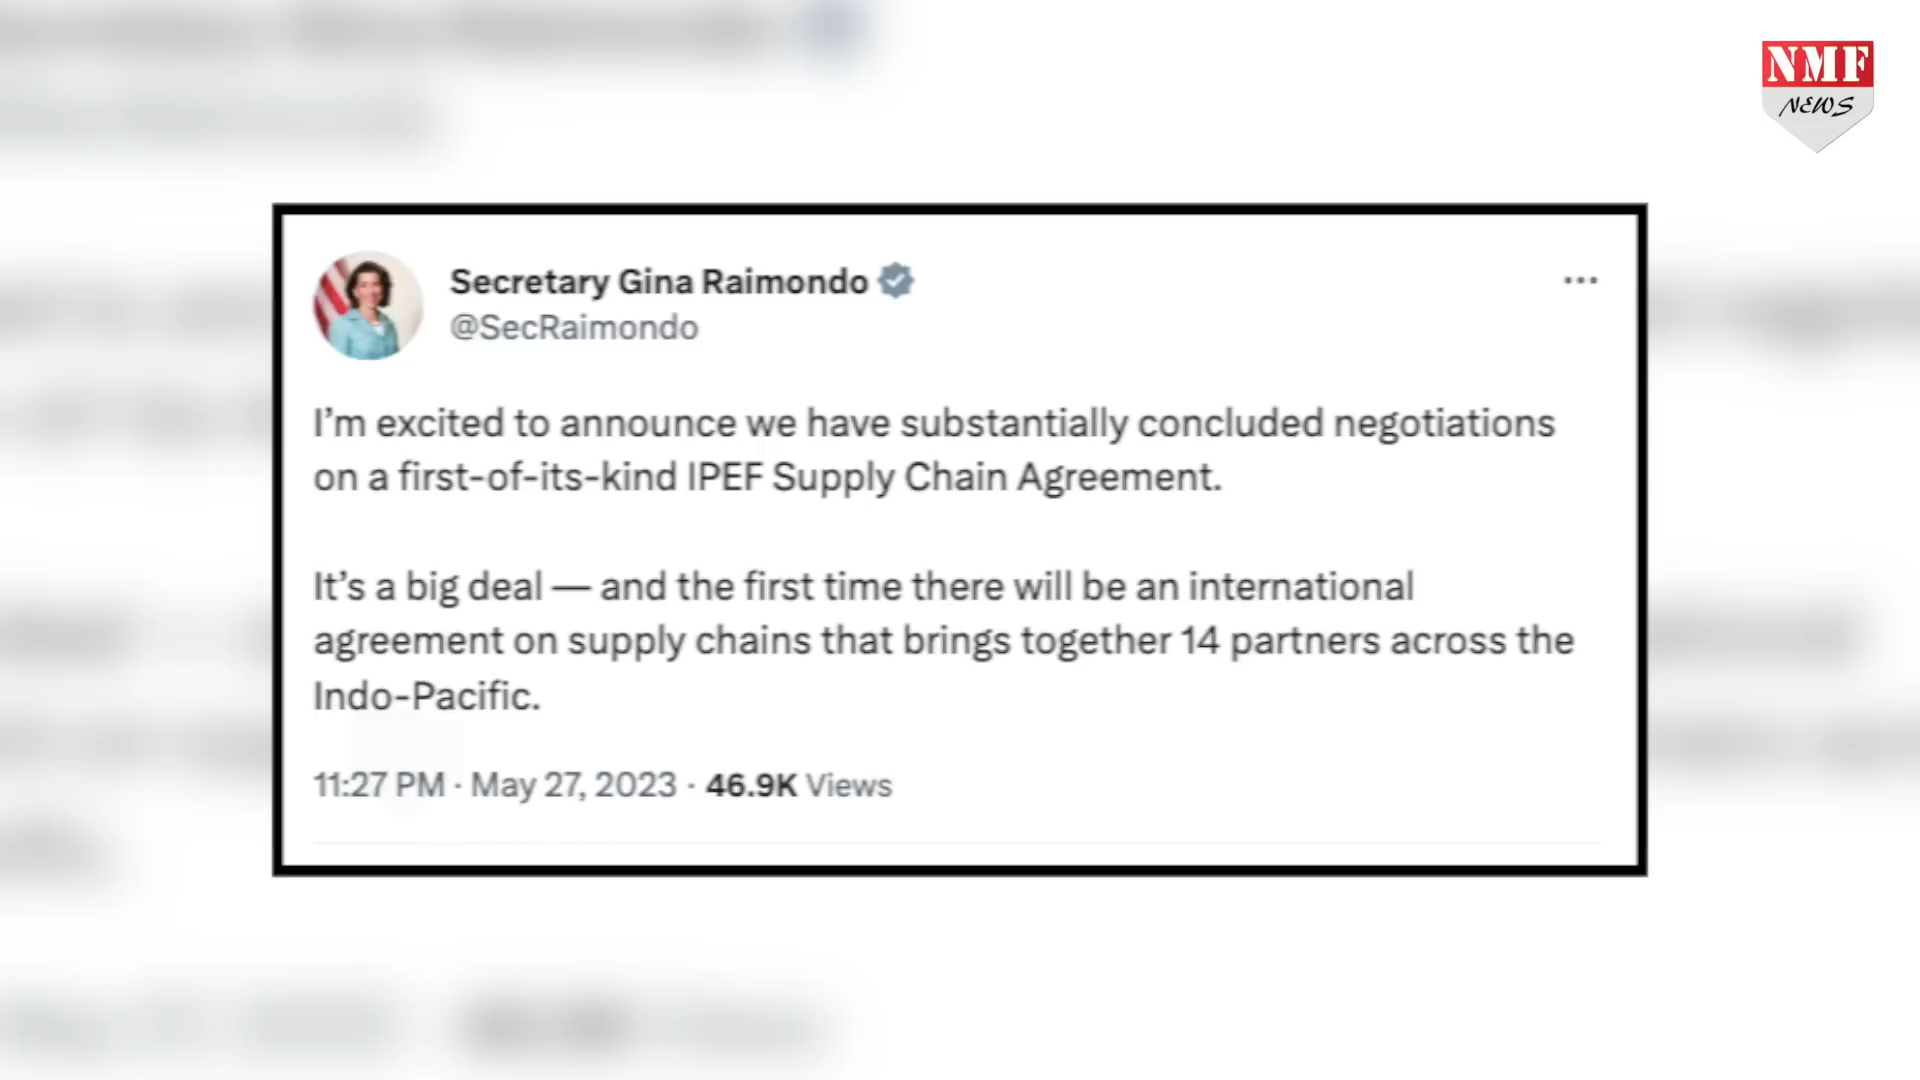 NMF
NEWS
Secretary Gina Raimondo
@SecRaimondo
I’m excited to announce we have substantially concluded negotiations
on a first-of-its-kind IPEF Supply Chain Agreement.
It’s a big deal — and the first time there will be an international
agreement on supply chains that brings together 14 partners across the
Indo-Pacific.
11:27 PM · May 27, 2023 · 46.9K Views